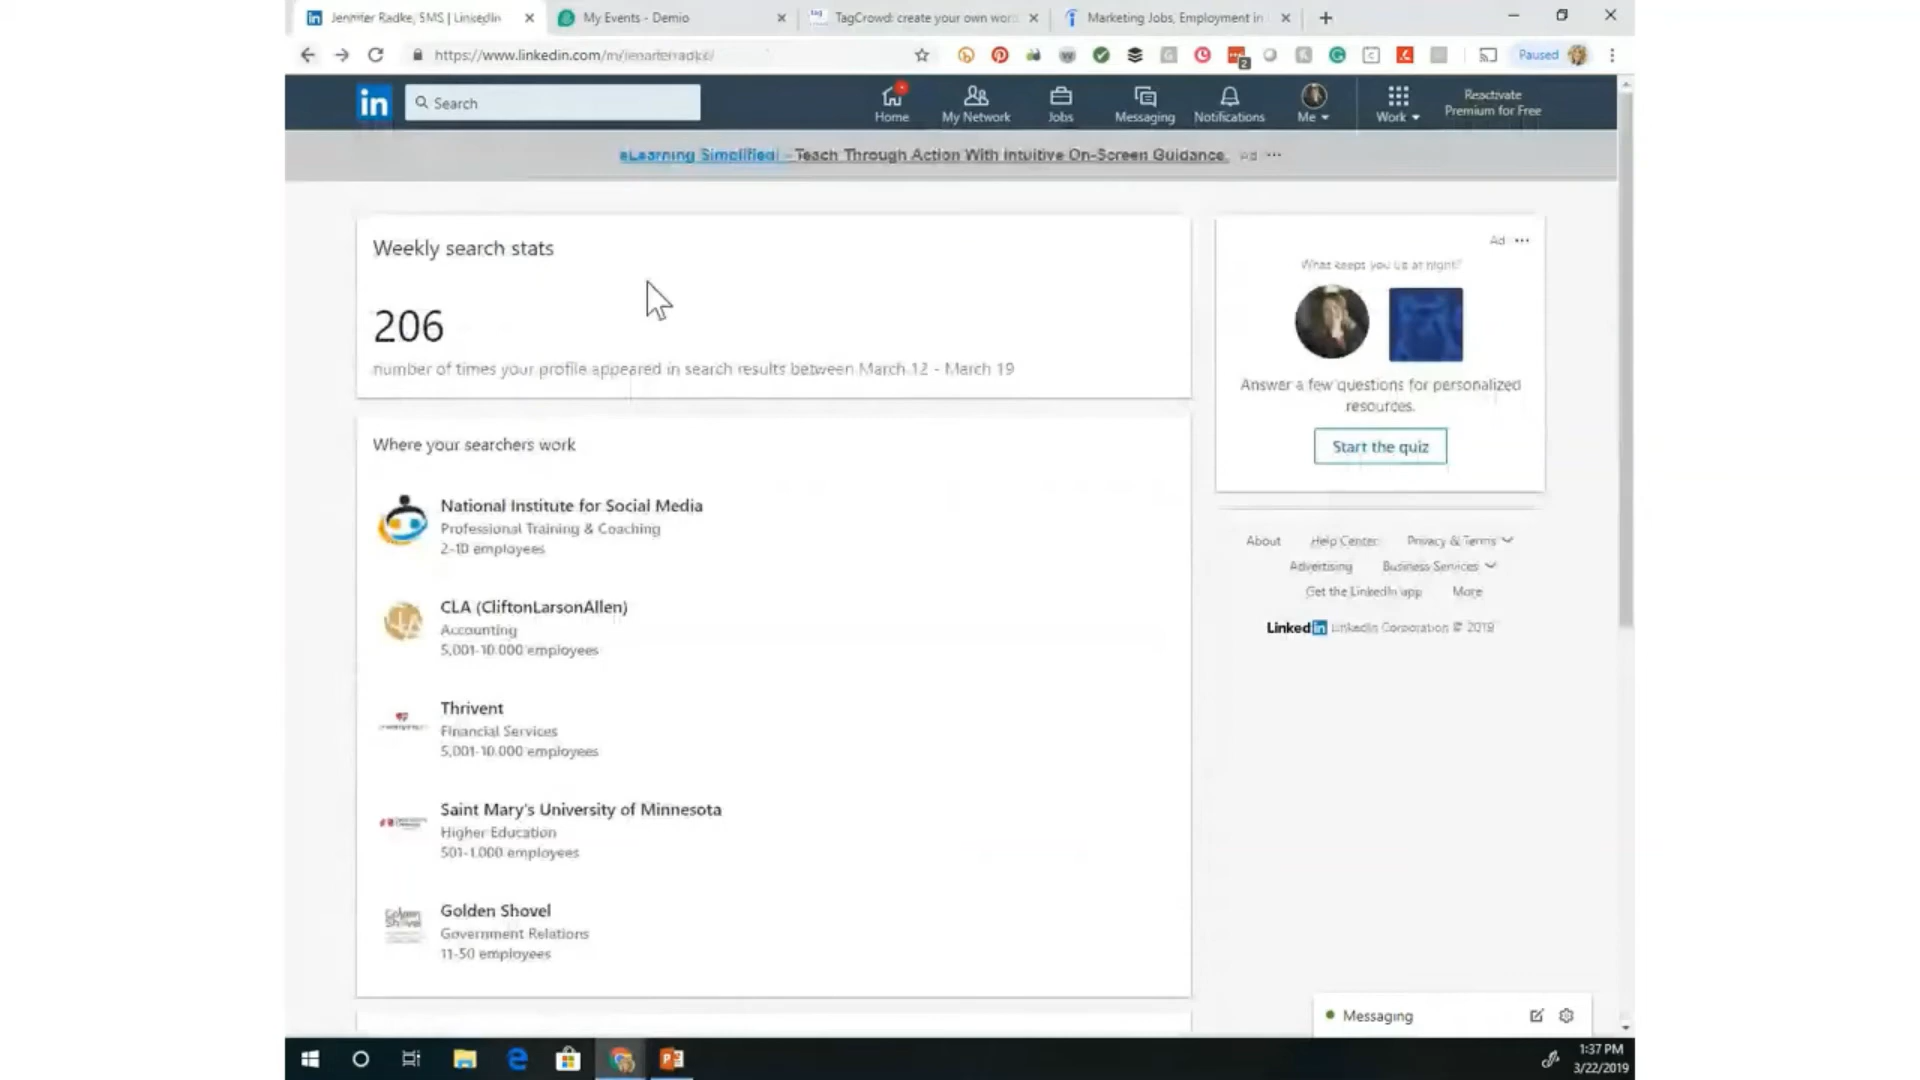 Jennifer Radke, SMS | LinkedIn
My Events - Demio
TagCrowd: create your own wor
Marketing Jobs, Employment in
https://www.linkedin.com/m/
Paused
2
in
Search
Home
My Network
Jobs
Messaging
Notifications
Me
Work
Reactivate
Premium for Free
eLearning Simplified! - Teach Through Action With Intuitive On-Screen Guidance. Ad ...
Weekly search stats
206
number of times your profile appeared in search results between March 12 - March 19
Where your searchers work
National Institute for Social Media
Professional Training & Coaching
2-10 employees
CLA (CliftonLarsonAllen)
Accounting
5,001-10,000 employees
Thrivent
Financial Services
5,001-10,000 employees
Saint Mary's University of Minnesota
Higher Education
501-1,000 employees
Golden Shovel
Golden Shovel
Government Relations
11-50 employees
Ad ...
What keeps you up at night?
Answer a few questions for personalized
resources.
Start the quiz
About Help Center Privacy & Terms
Advertising Business Services
Get the LinkedIn app More
LinkedIn LinkedIn Corporation © 2019
Messaging
1:37 PM
3/22/2019